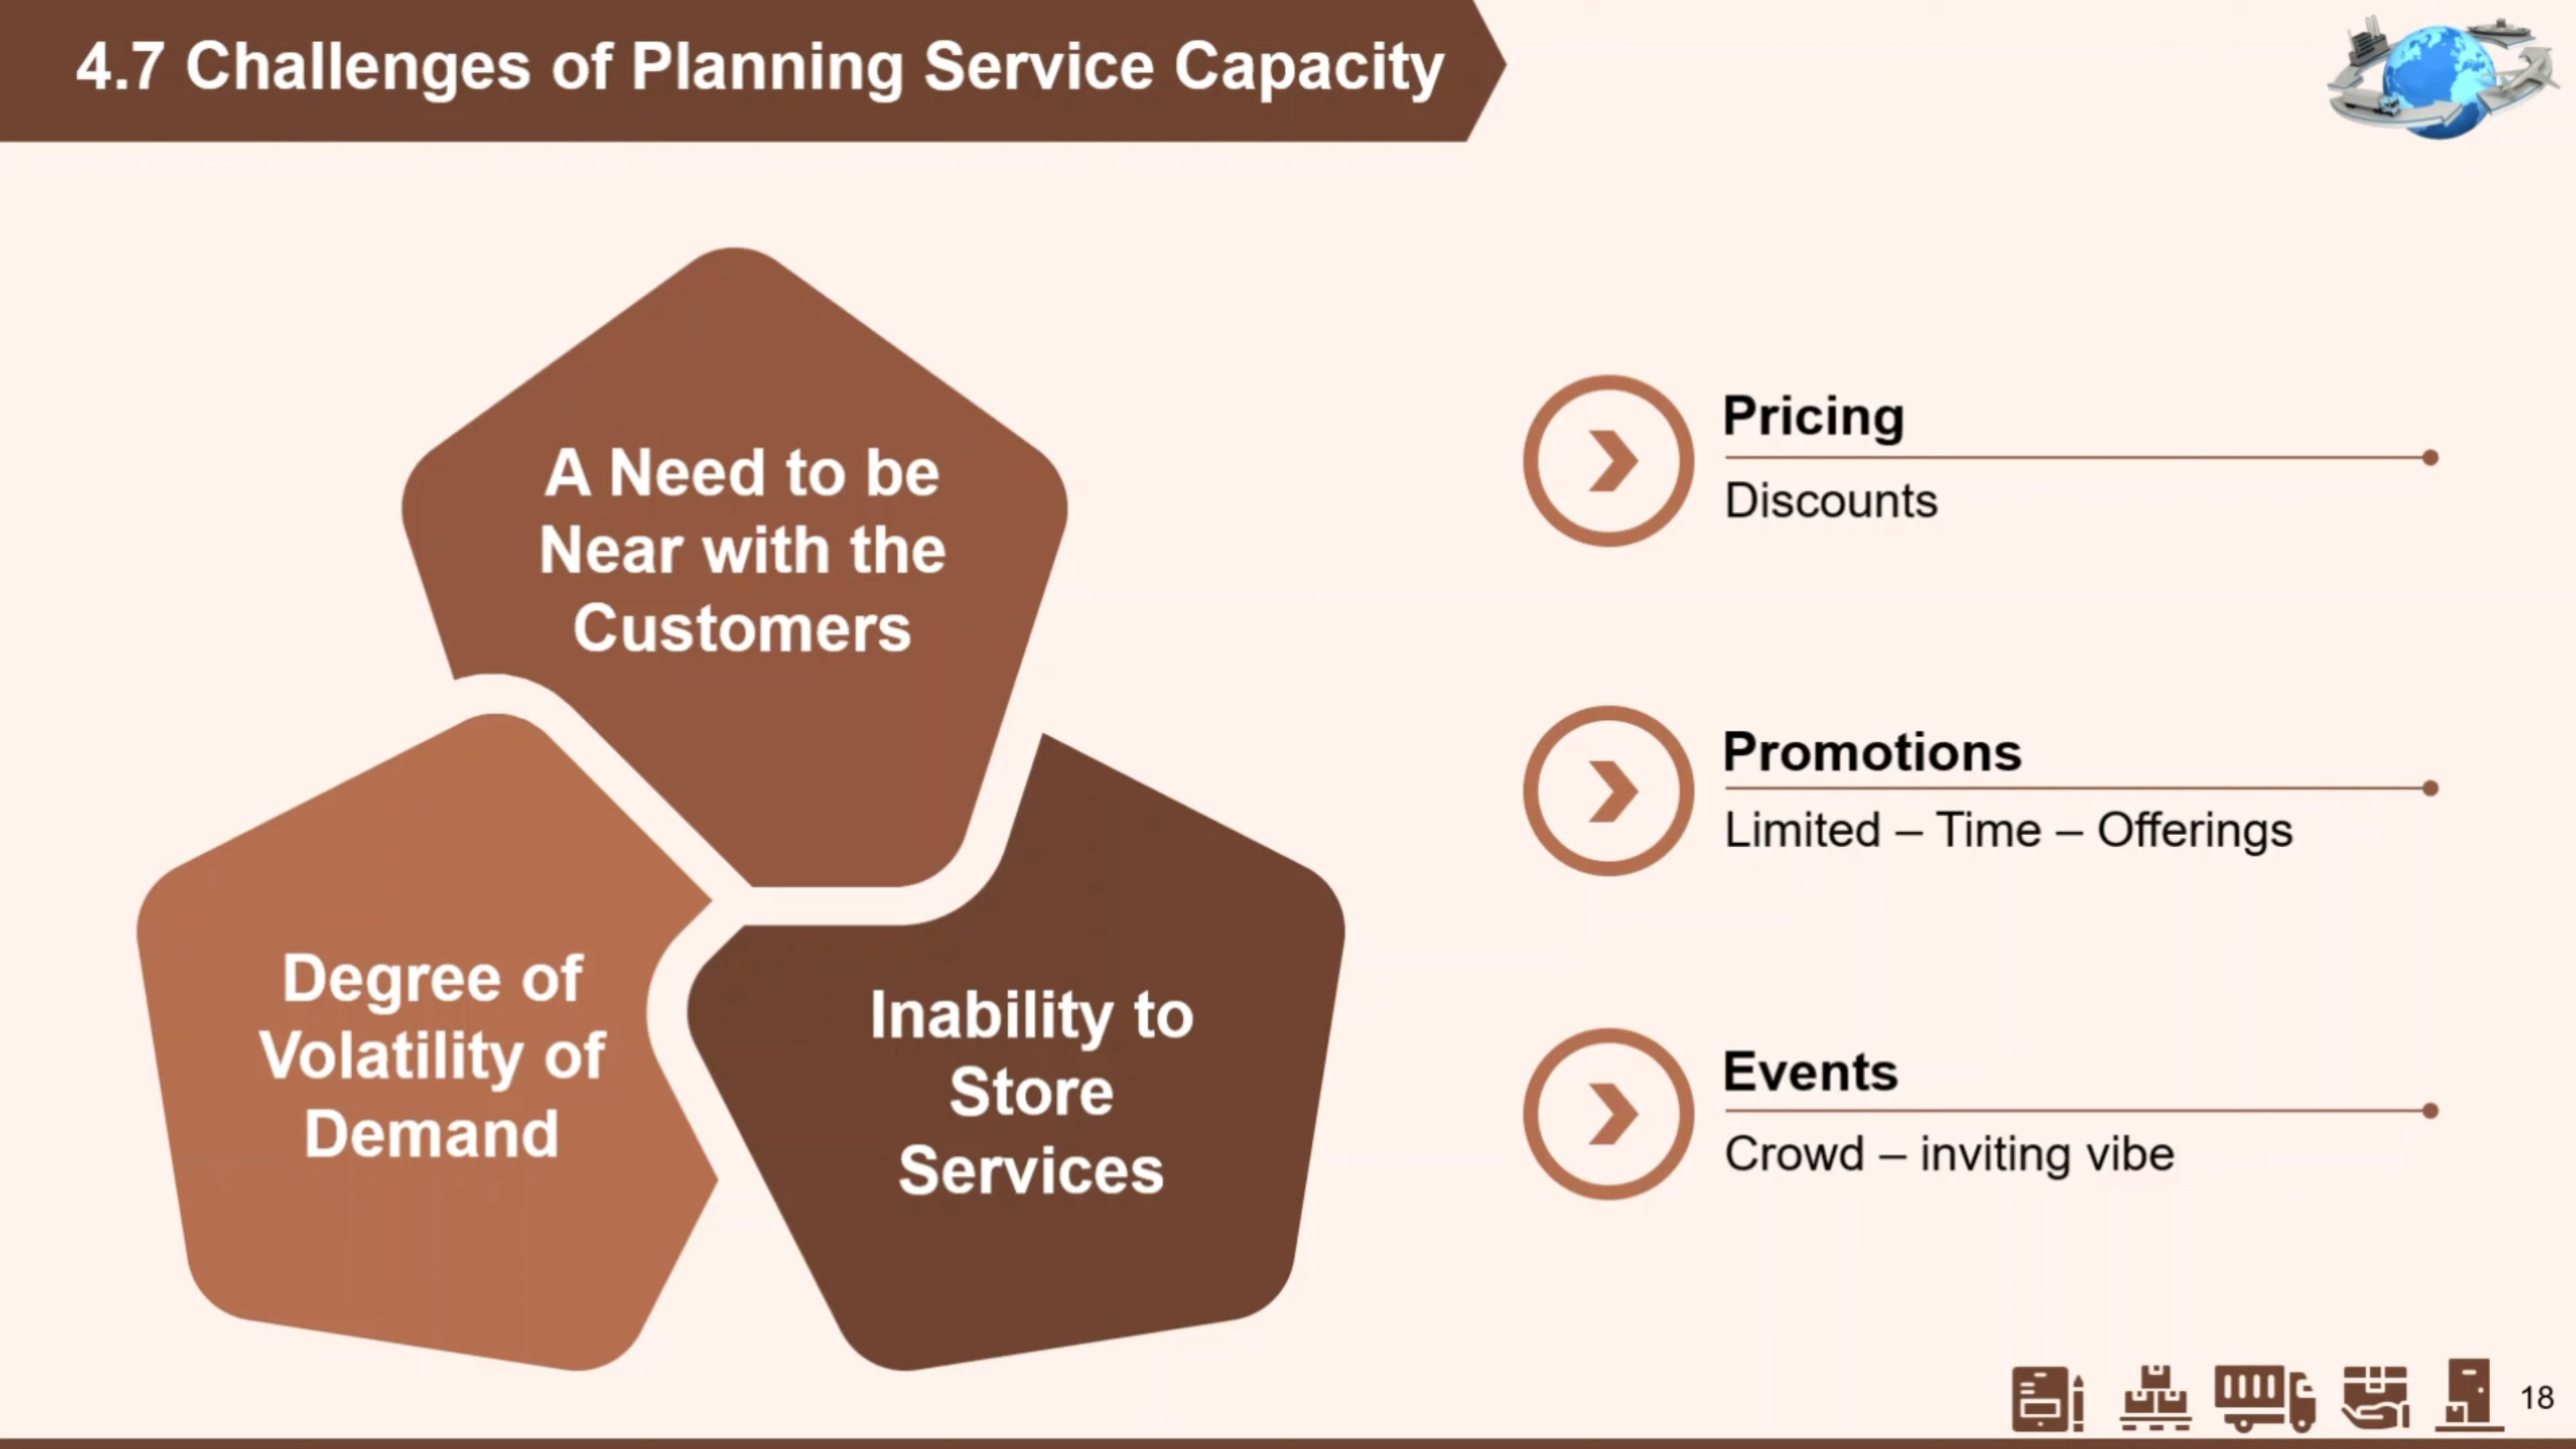 4.7 Challenges of Planning Service Capacity
A Need to be
Near with the
Customers
Degree of
Volatility of
Demand
Inability to
Store
Services
Pricing
Discounts
Promotions
Limited – Time – Offerings
Events
Crowd – inviting vibe
18